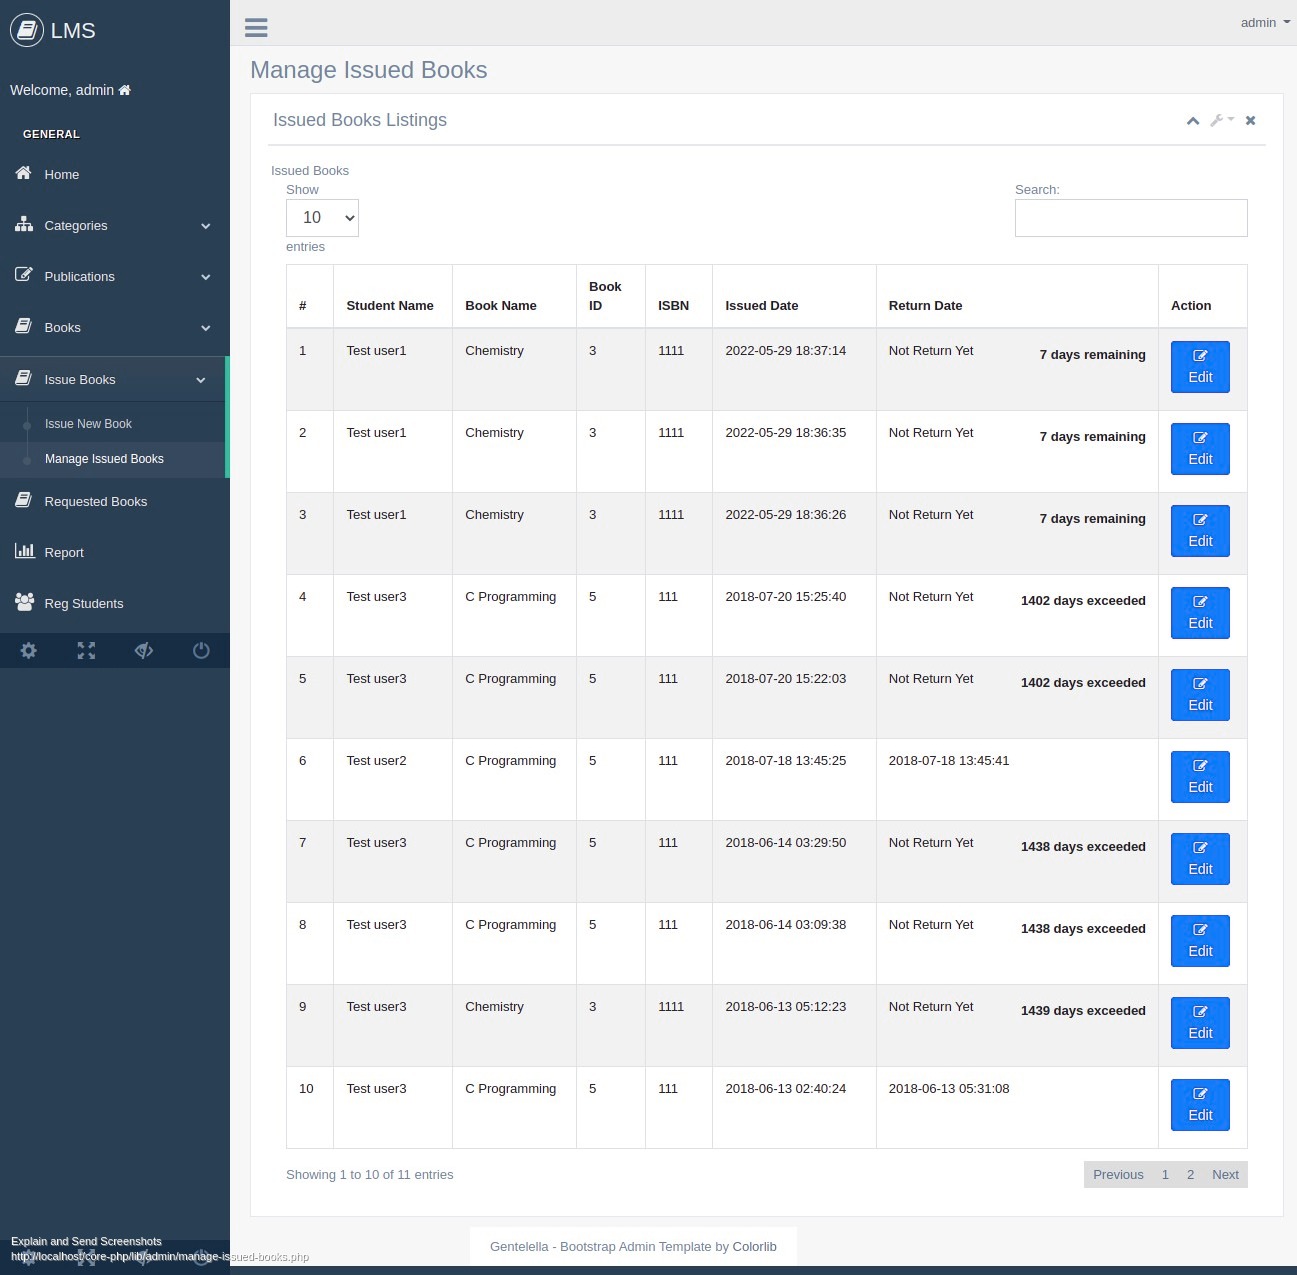 LMS
admin
Welcome, admin
GENERAL
Home
Categories
Publications
Books
Issue Books
Issue New Book
Manage Issued Books
Requested Books
Report
Reg Students
Manage Issued Books
Issued Books Listings
Issued Books
Show
10
entries
Search:
# Student Name Book Name Book ID ISBN Issued Date Return Date Action
1 Test user1 Chemistry 3 1111 2022-05-29 18:37:14 Not Return Yet 7 days remaining Edit
2 Test user1 Chemistry 3 1111 2022-05-29 18:36:35 Not Return Yet 7 days remaining Edit
3 Test user1 Chemistry 3 1111 2022-05-29 18:36:26 Not Return Yet 7 days remaining Edit
4 Test user3 C Programming 5 111 2018-07-20 15:25:40 Not Return Yet 1402 days exceeded Edit
5 Test user3 C Programming 5 111 2018-07-20 15:22:03 Not Return Yet 1402 days exceeded Edit
6 Test user2 C Programming 5 111 2018-07-18 13:45:25 2018-07-18 13:45:41 Edit
7 Test user3 C Programming 5 111 2018-06-14 03:29:50 Not Return Yet 1438 days exceeded Edit
8 Test user3 C Programming 5 111 2018-06-14 03:09:38 Not Return Yet 1438 days exceeded Edit
9 Test user3 Chemistry 3 1111 2018-06-13 05:12:23 Not Return Yet 1439 days exceeded Edit
10 Test user3 C Programming 5 111 2018-06-13 02:40:24 2018-06-13 05:31:08 Edit
Showing 1 to 10 of 11 entries
Previous 1 2 Next
Gentelella - Bootstrap Admin Template by Colorlib
Explain and Send Screenshots
http://localhost/core-php/lib/admin/manage-issued-books.php